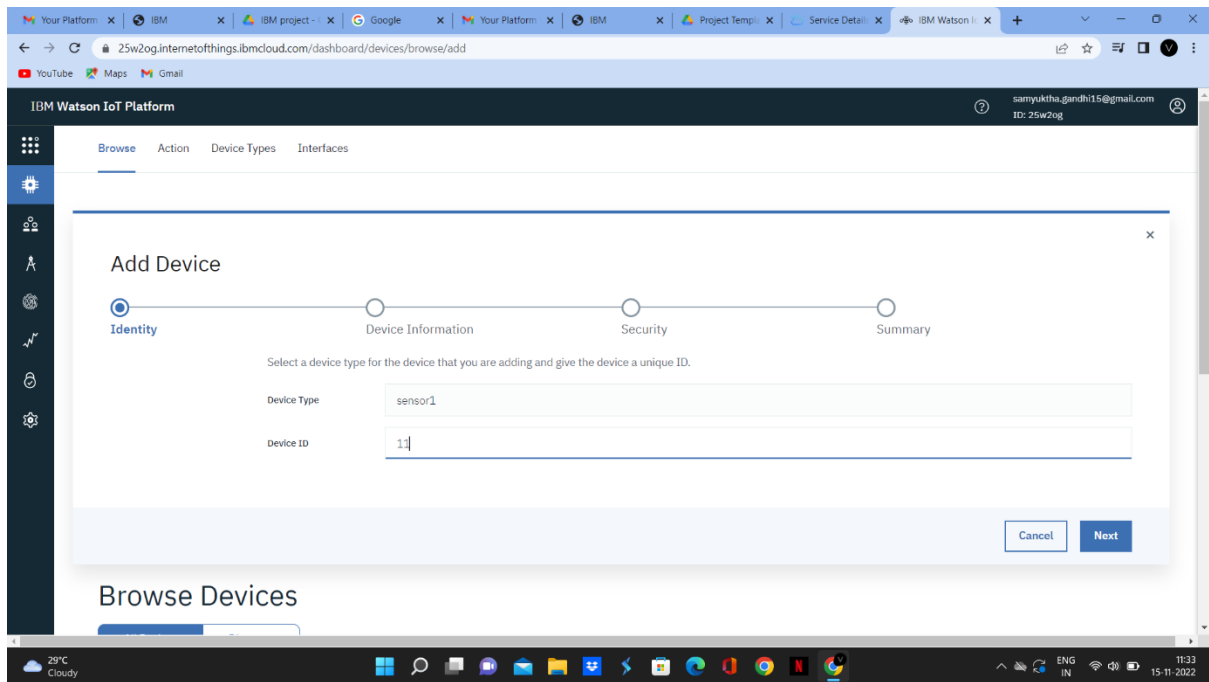 Your Platform
IBM
IBM project -
Google
Your Platform
IBM
Project Templa
Service Details
IBM Watson Io
25w2og.internetofthings.ibmcloud.com/dashboard/devices/browse/add
V
YouTube
Maps
Gmail
IBM Watson IoT Platform
samyuktha.gandhi15@gmail.com
ID: 25w2og
Browse
Action
Device Types
Interfaces
Add Device
Identity
Device Information
Security
Summary
Select a device type for the device that you are adding and give the device a unique ID.
Device Type
sensor1
Device ID
11
Cancel
Next
Browse Devices
29°C
Cloudy
ENG
IN
11:33
15-11-2022